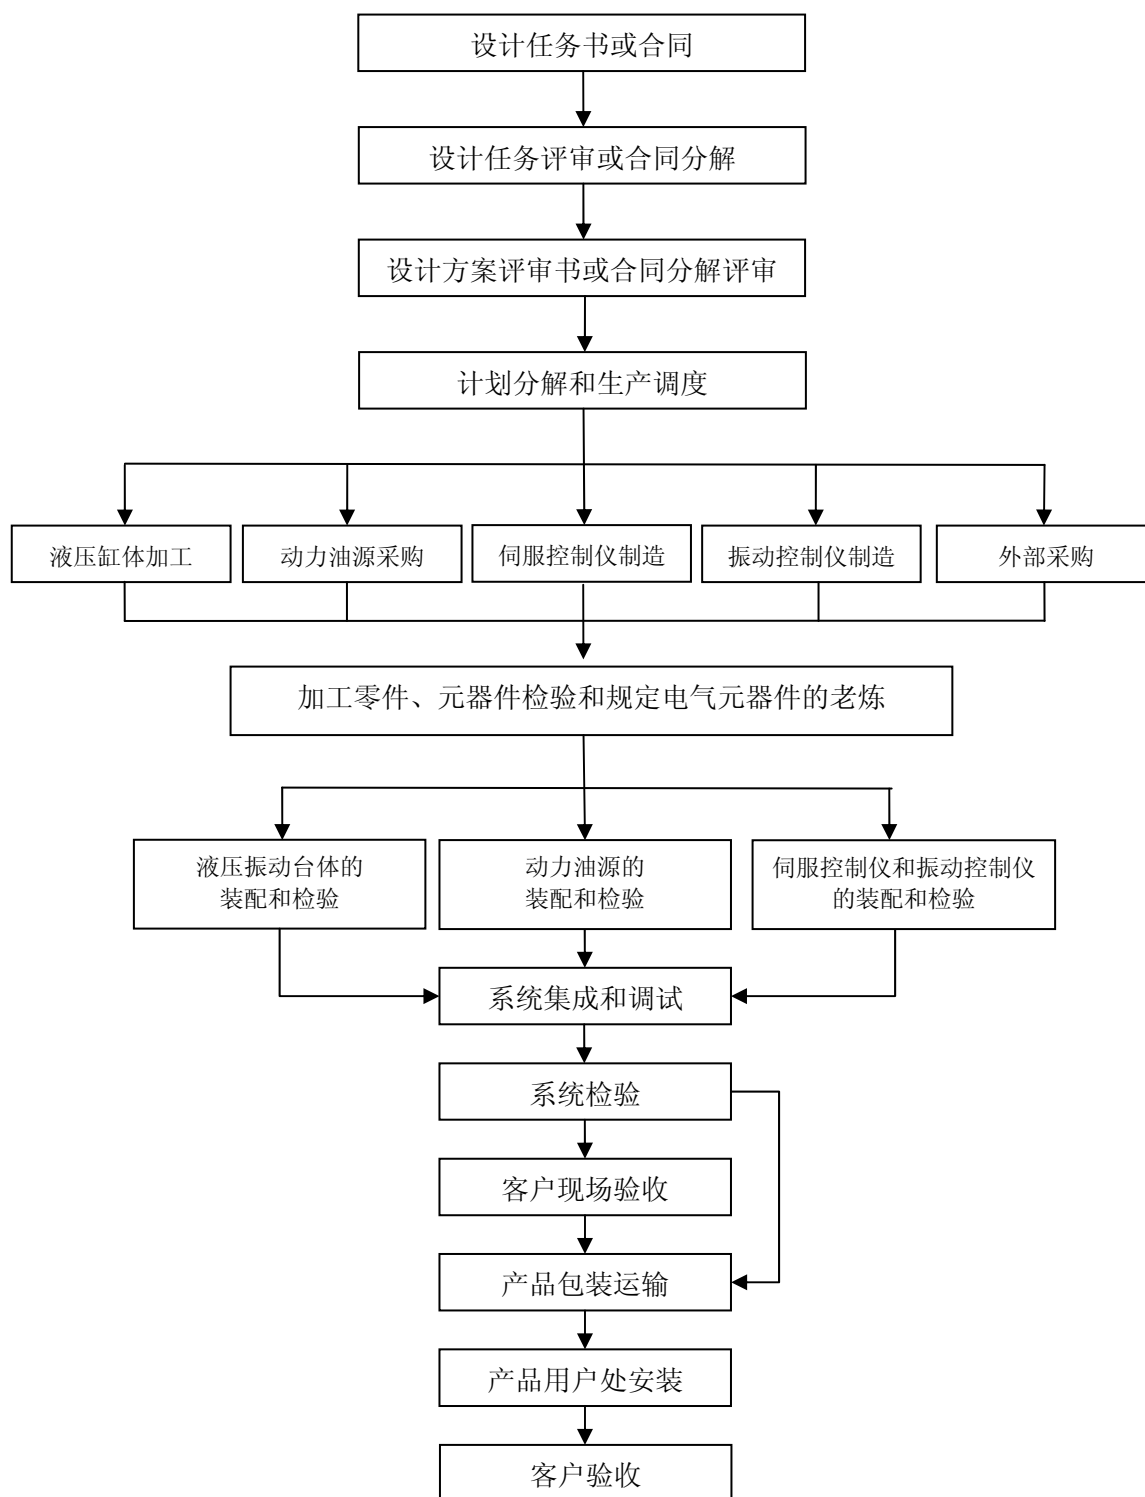 设计任务书或合同
设计任务评审或合同分解
设计方案评审书或合同分解评审
计划分解和生产调度
液压缸体加工
动力油源采购
伺服控制仪制造
振动控制仪制造
外部采购
加工零件、元器件检验和规定电气元器件的老炼
液压振动台体的
装配和检验
动力油源的
装配和检验
伺服控制仪和振动控制仪
的装配和检验
系统集成和调试
系统检验
客户现场验收
产品包装运输
产品用户处安装
客户验收